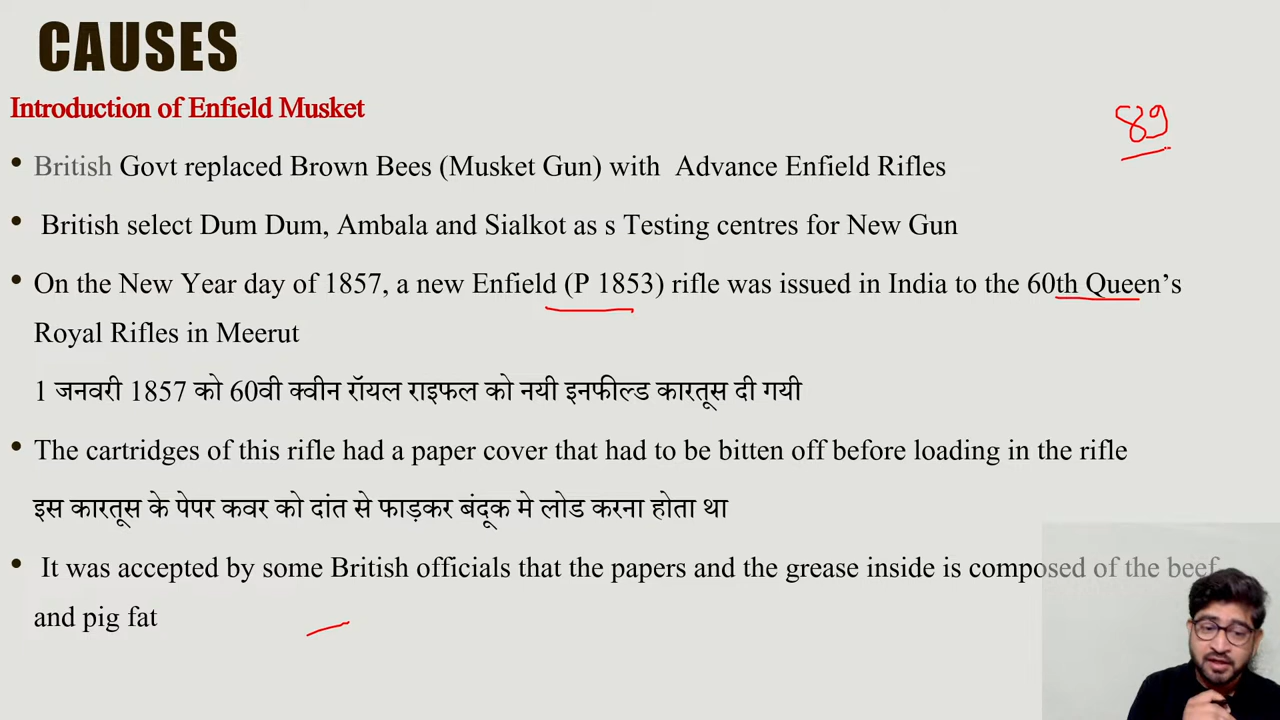 CAUSES
Introduction of Enfield Musket
89
• British Govt replaced Brown Bees (Musket Gun) with Advance Enfield Rifles
• British select Dum Dum, Ambala and Sialkot as s Testing centres for New Gun
• On the New Year day of 1857, a new Enfield (P 1853) rifle was issued in India to the 60th Queen’s
Royal Rifles in Meerut
1 जनवरी 1857 को 60वी क्वीन रॉयल राइफल को नयी इनफील्ड कारतूस दी गयी
• The cartridges of this rifle had a paper cover that had to be bitten off before loading in the rifle
इस कारतूस के पेपर कवर को दांत से फाड़कर बंदूक मे लोड करना होता था
• It was accepted by some British officials that the papers and the grease inside is composed of the beef
and pig fat